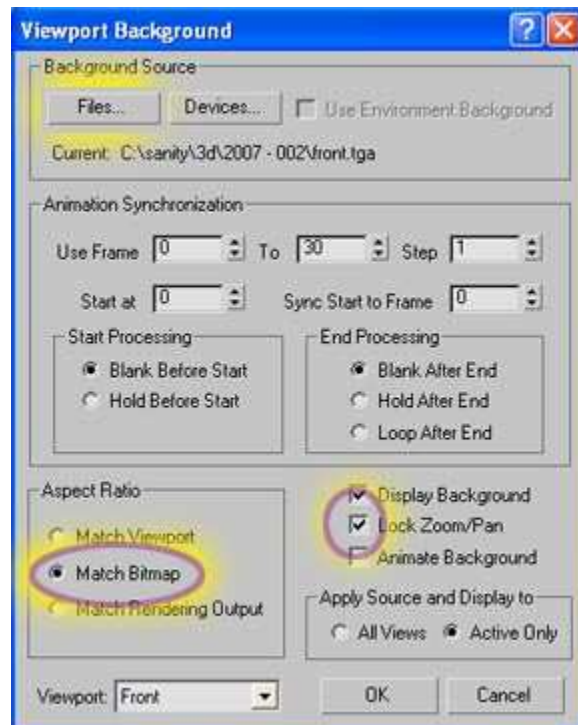 Viewport Background
Background Source
Files... Devices... Use Environment Background
Current: C:\sanity\3d\2007 - 002\front.tga
Animation Synchronization
Use Frame 0 To 30 Step 1
Start at 0 Sync Start to Frame 0
Start Processing
Blank Before Start
Hold Before Start
End Processing
Blank After End
Hold After End
Loop After End
Aspect Ratio
Match Viewport
Match Bitmap
Match Rendering Output
Display Background
Lock Zoom/Pan
Animate Background
Apply Source and Display to
All Views Active Only
Viewport: Front OK Cancel